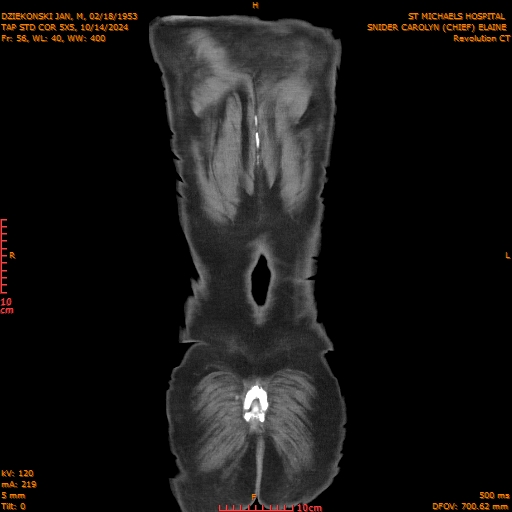 H
DZIEKONSKI JAN, M, 02/18/1953
TAP STD COR 5X5, 10/14/2024
Fr: 56, WL: 40, WW: 400
ST MICHAELS HOSPITAL
SNIDER CAROLYN (CHIEF) ELAINE
Revolution CT
R
L
10
cm
kV: 120
mA: 219
5 mm
Tilt: 0
F
10cm
500 ms
DFOV: 700.62 mm